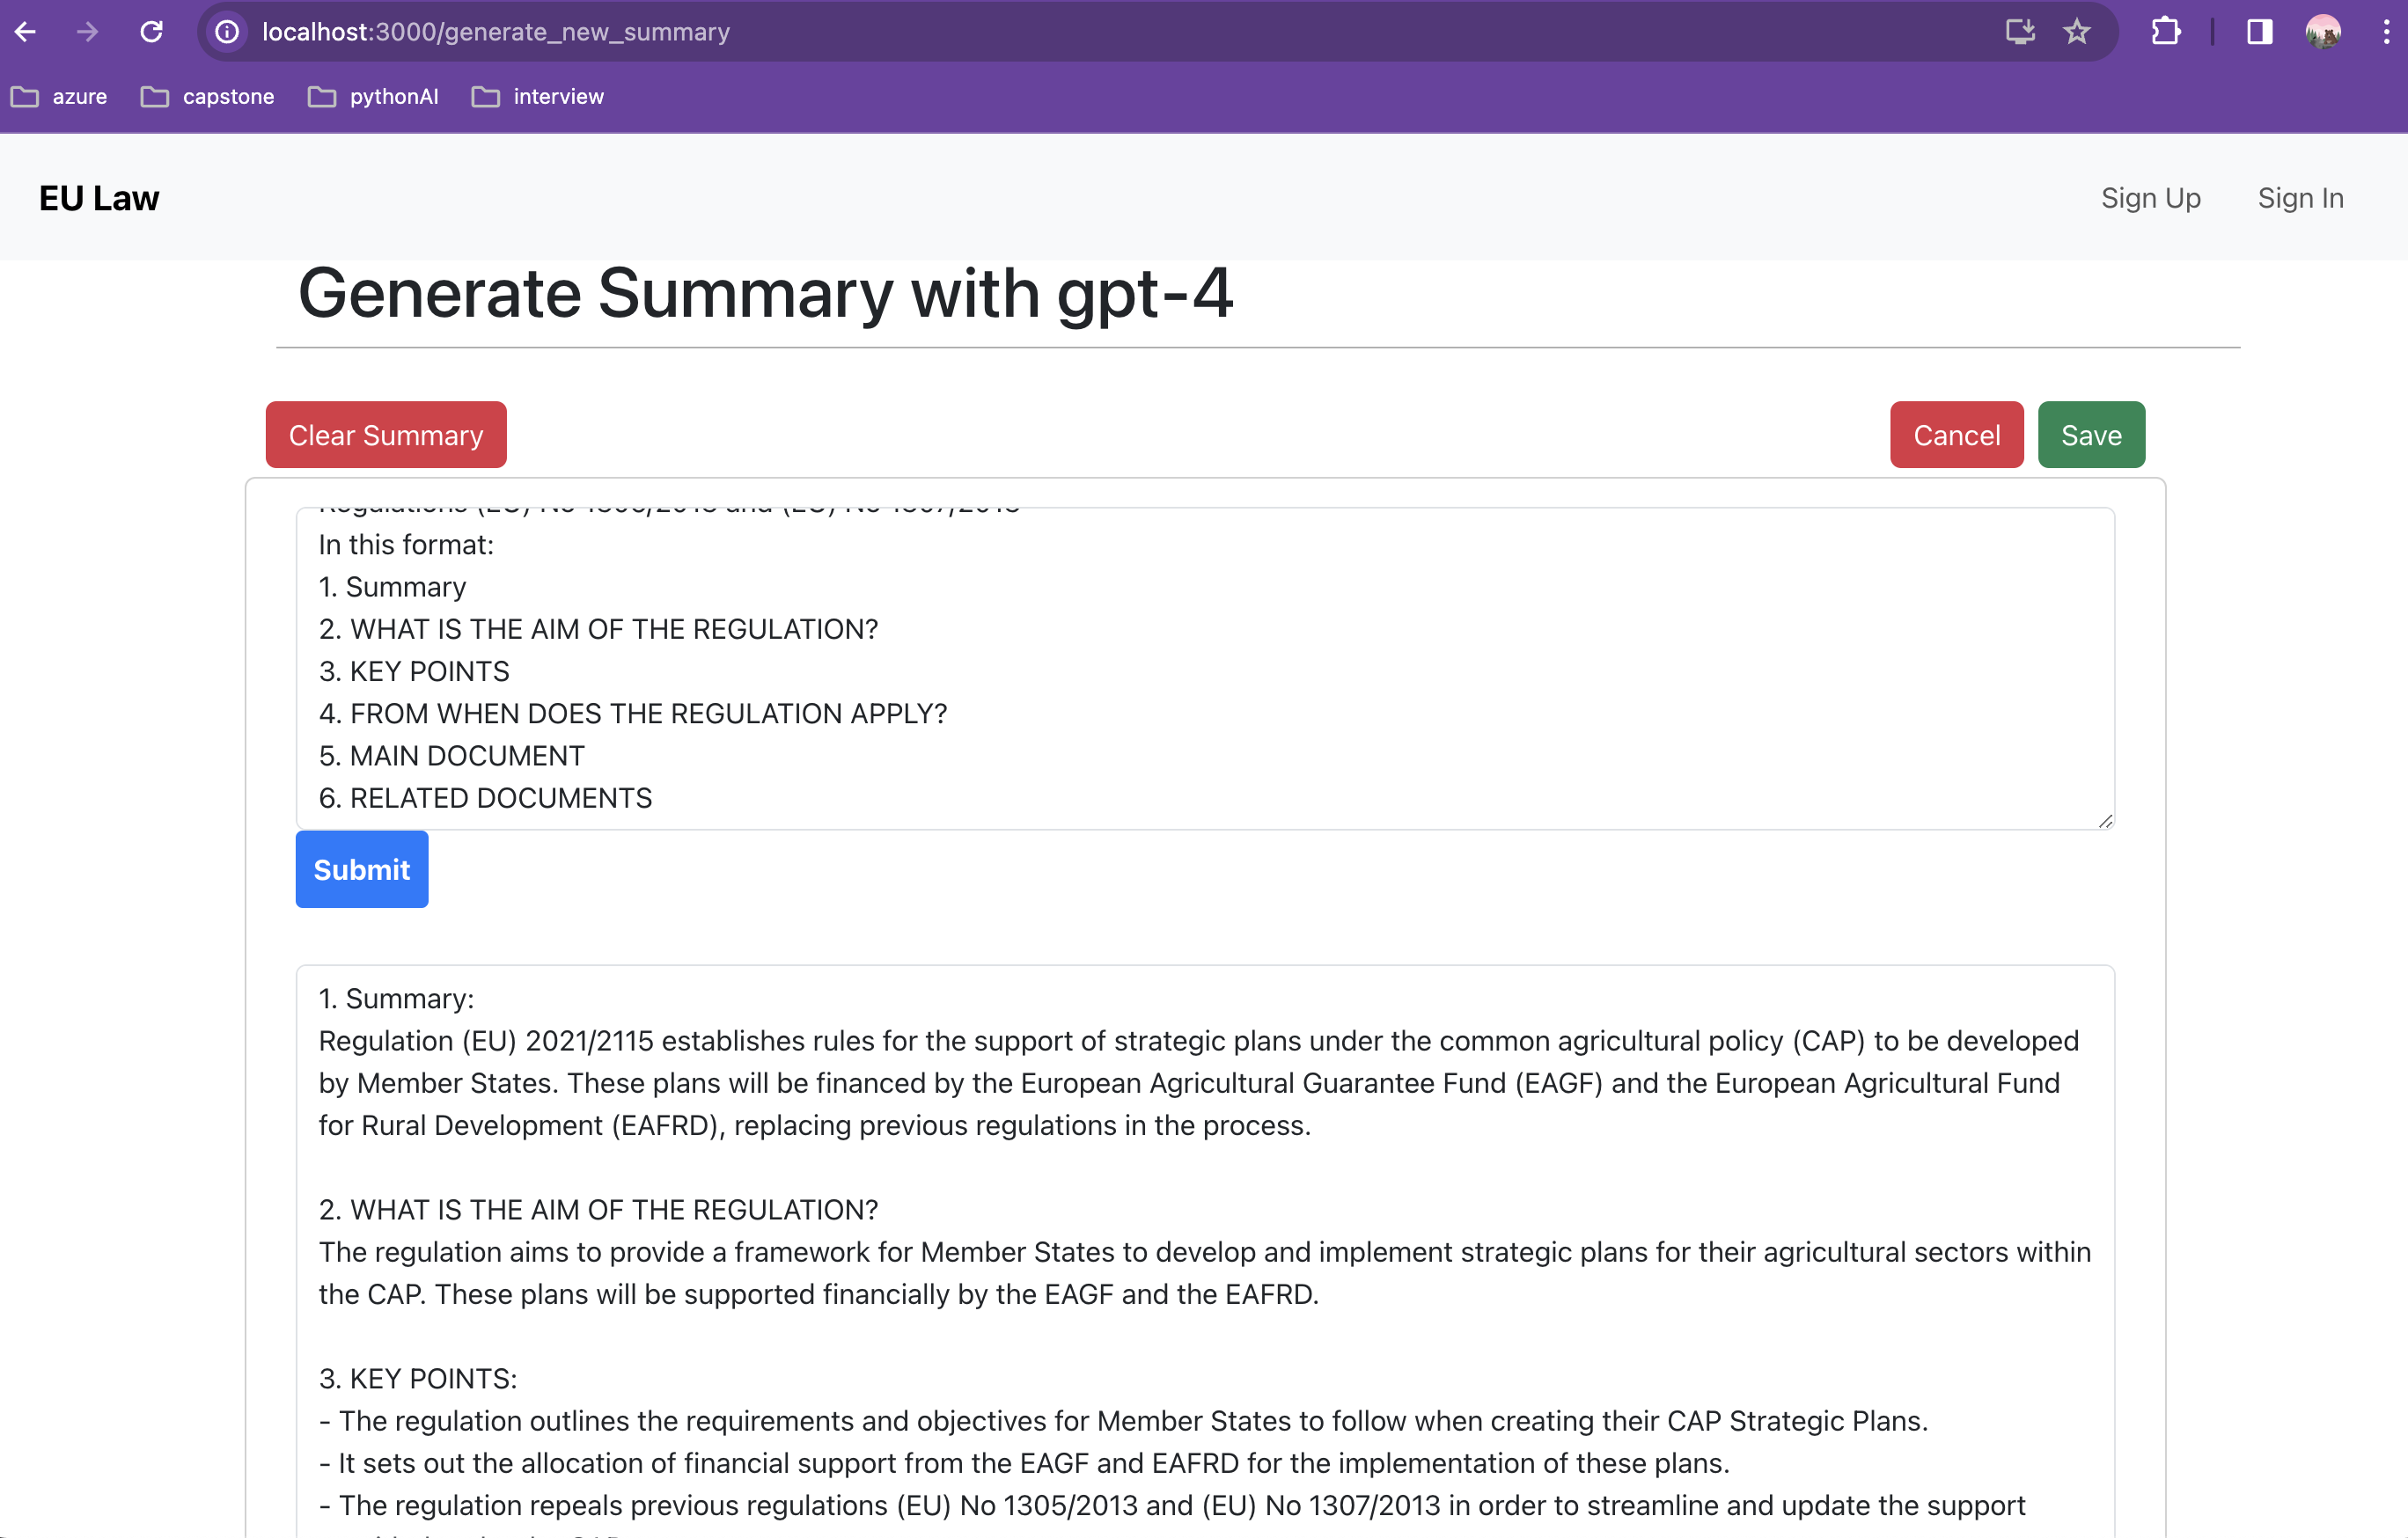 localhost:3000/generate_new_summary
azure capstone pythonAI interview
EU Law Sign Up Sign In
Generate Summary with gpt-4
Clear Summary Cancel Save
In this format:
1. Summary
2. WHAT IS THE AIM OF THE REGULATION?
3. KEY POINTS
4. FROM WHEN DOES THE REGULATION APPLY?
5. MAIN DOCUMENT
6. RELATED DOCUMENTS
Submit
1. Summary:
Regulation (EU) 2021/2115 establishes rules for the support of strategic plans under the common agricultural policy (CAP) to be developed
by Member States. These plans will be financed by the European Agricultural Guarantee Fund (EAGF) and the European Agricultural Fund
for Rural Development (EAFRD), replacing previous regulations in the process.
2. WHAT IS THE AIM OF THE REGULATION?
The regulation aims to provide a framework for Member States to develop and implement strategic plans for their agricultural sectors within
the CAP. These plans will be supported financially by the EAGF and the EAFRD.
3. KEY POINTS:
- The regulation outlines the requirements and objectives for Member States to follow when creating their CAP Strategic Plans.
- It sets out the allocation of financial support from the EAGF and EAFRD for the implementation of these plans.
- The regulation repeals previous regulations (EU) No 1305/2013 and (EU) No 1307/2013 in order to streamline and update the support